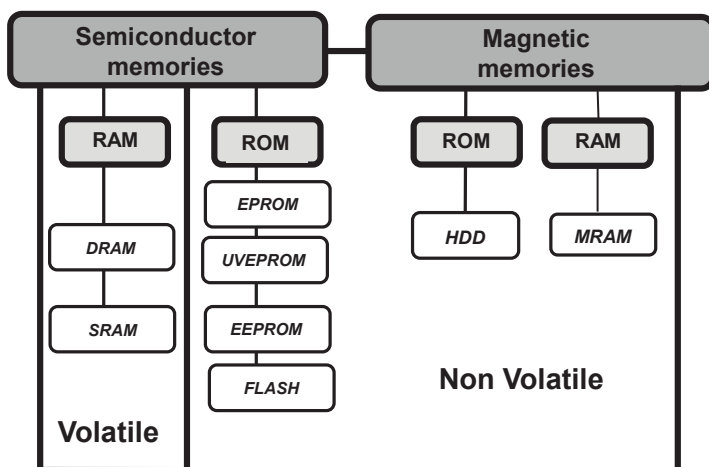 Semiconductor
memories
Magnetic
memories
RAM
ROM
ROM
RAM
EPROM
DRAM
UVEPROM
HDD
MRAM
SRAM
EEPROM
FLASH
Non Volatile
Volatile